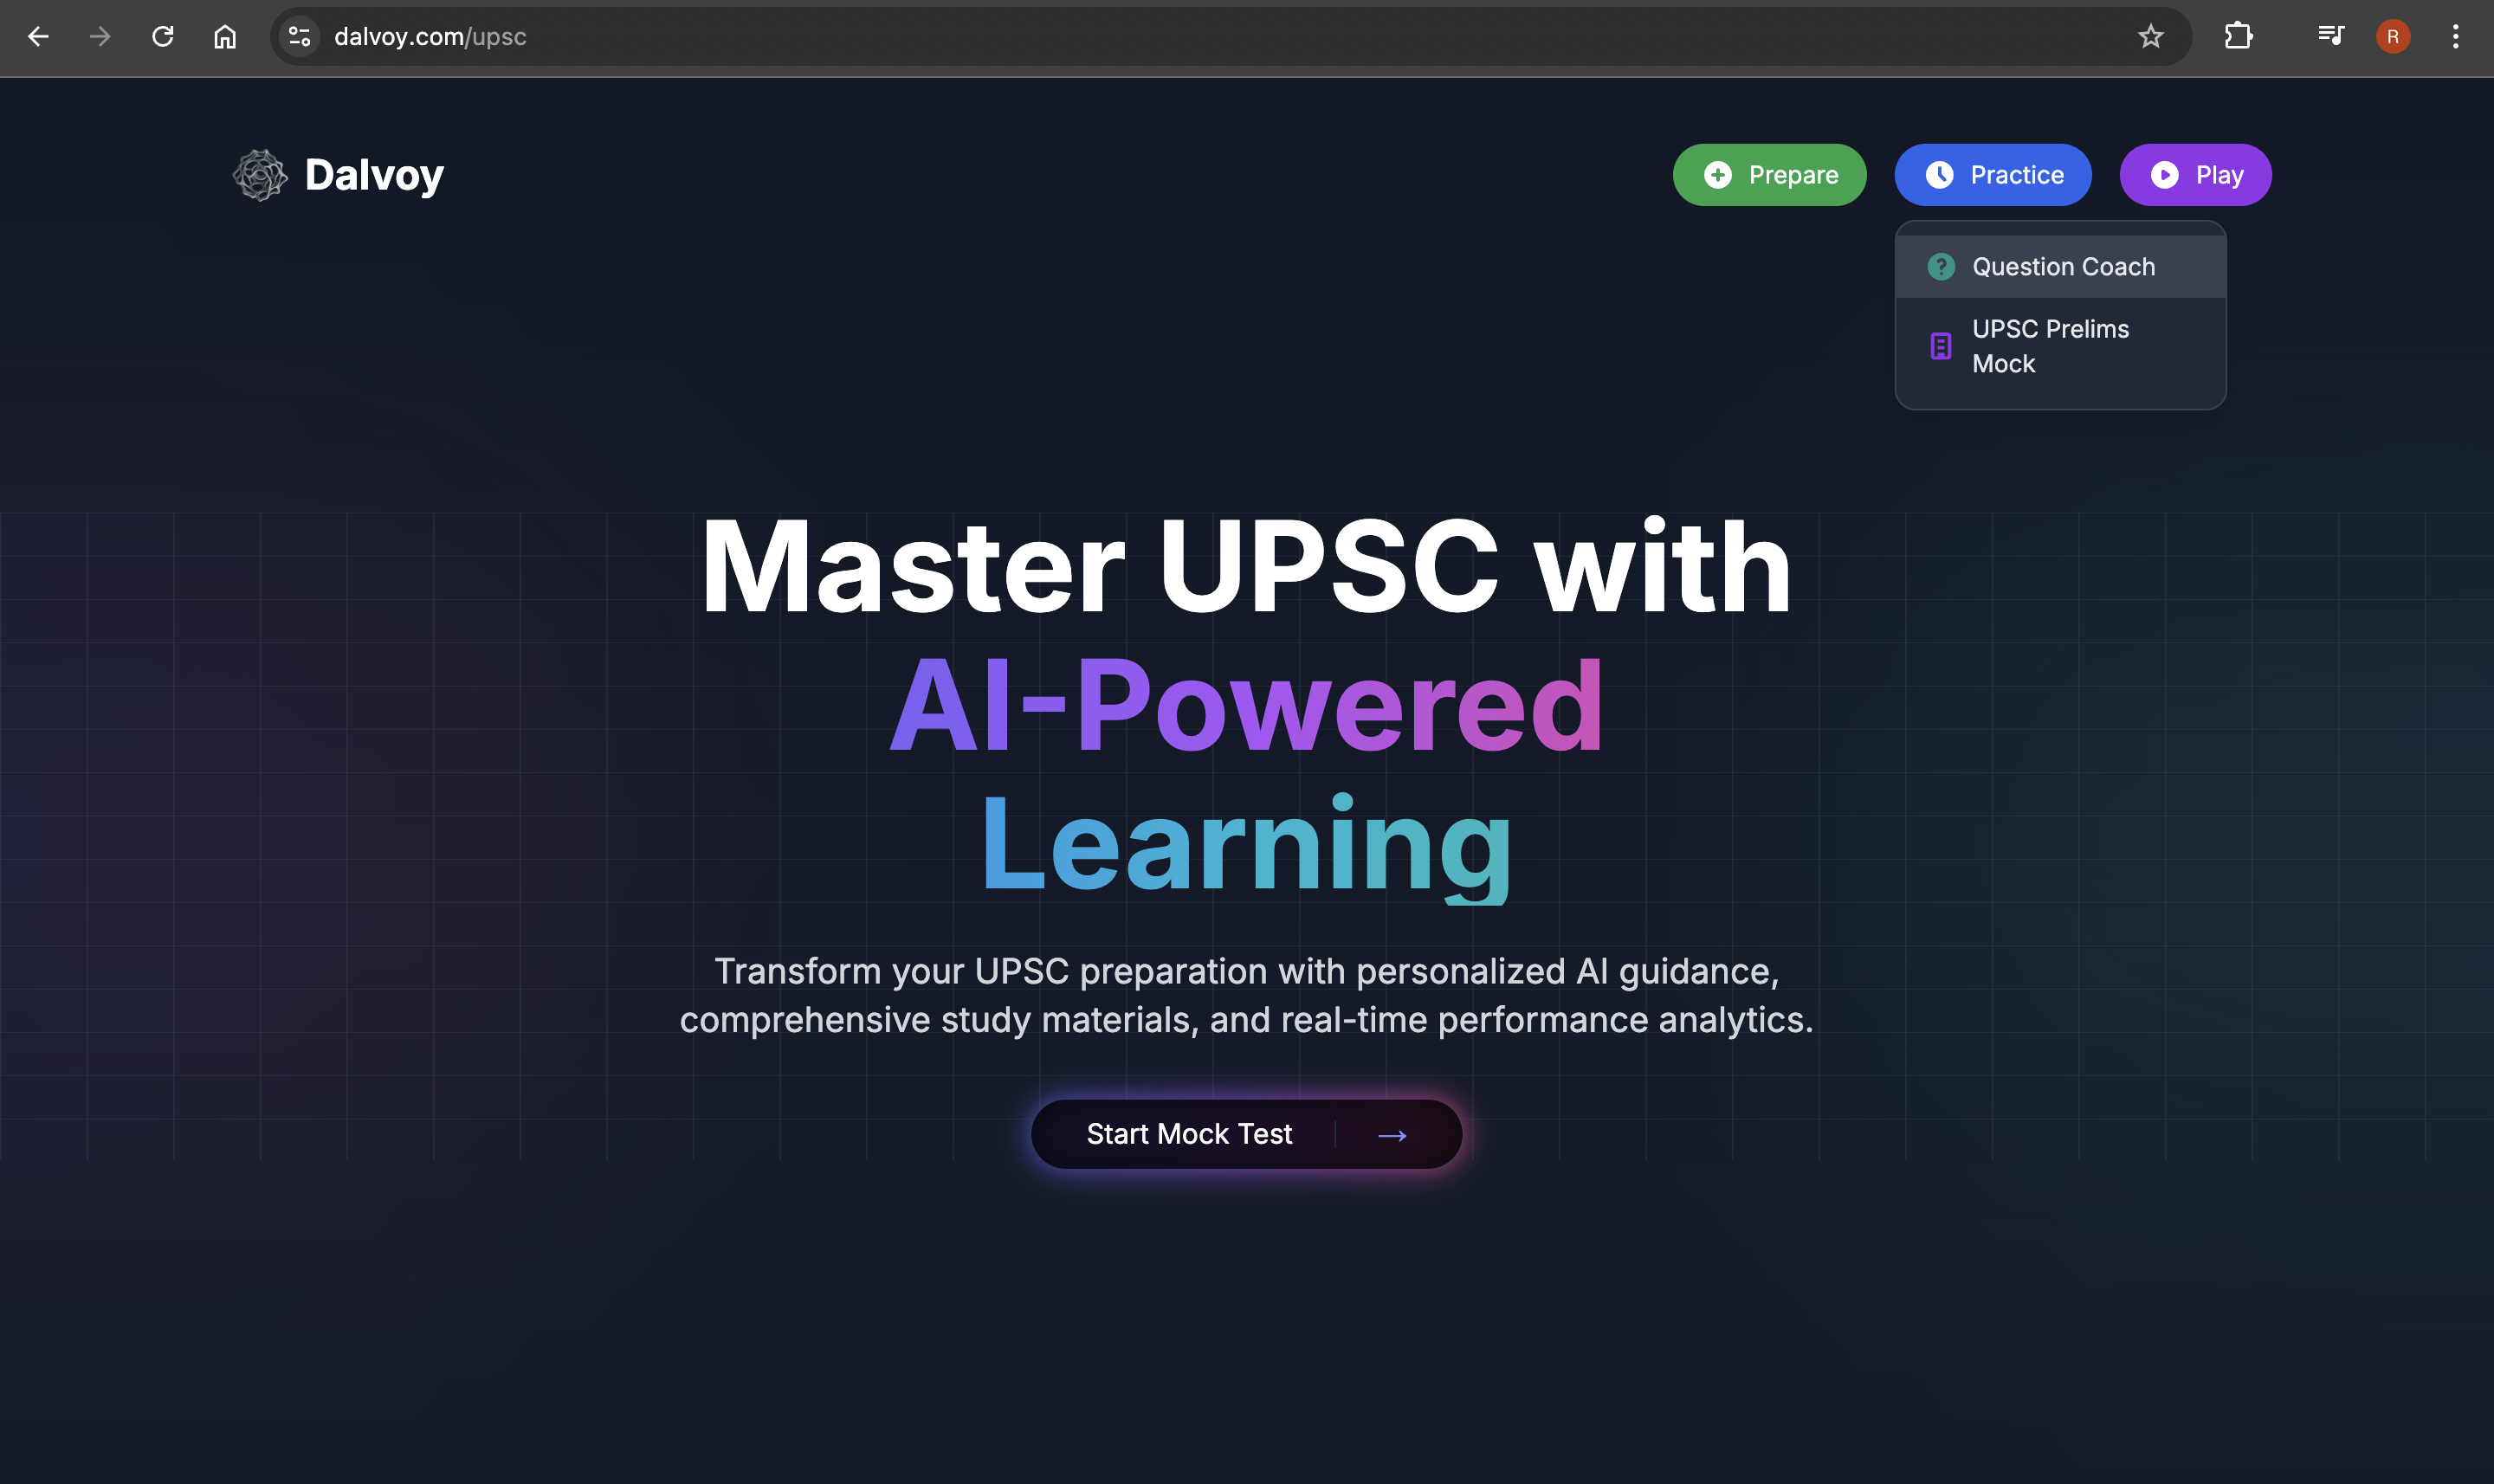 dalvoy.com/upsc
R
Dalvoy
Prepare
Practice
Play
Question Coach
UPSC Prelims
Mock
Master UPSC with
AI-Powered
Learning
Transform your UPSC preparation with personalized AI guidance,
comprehensive study materials, and real-time performance analytics.
Start Mock Test →